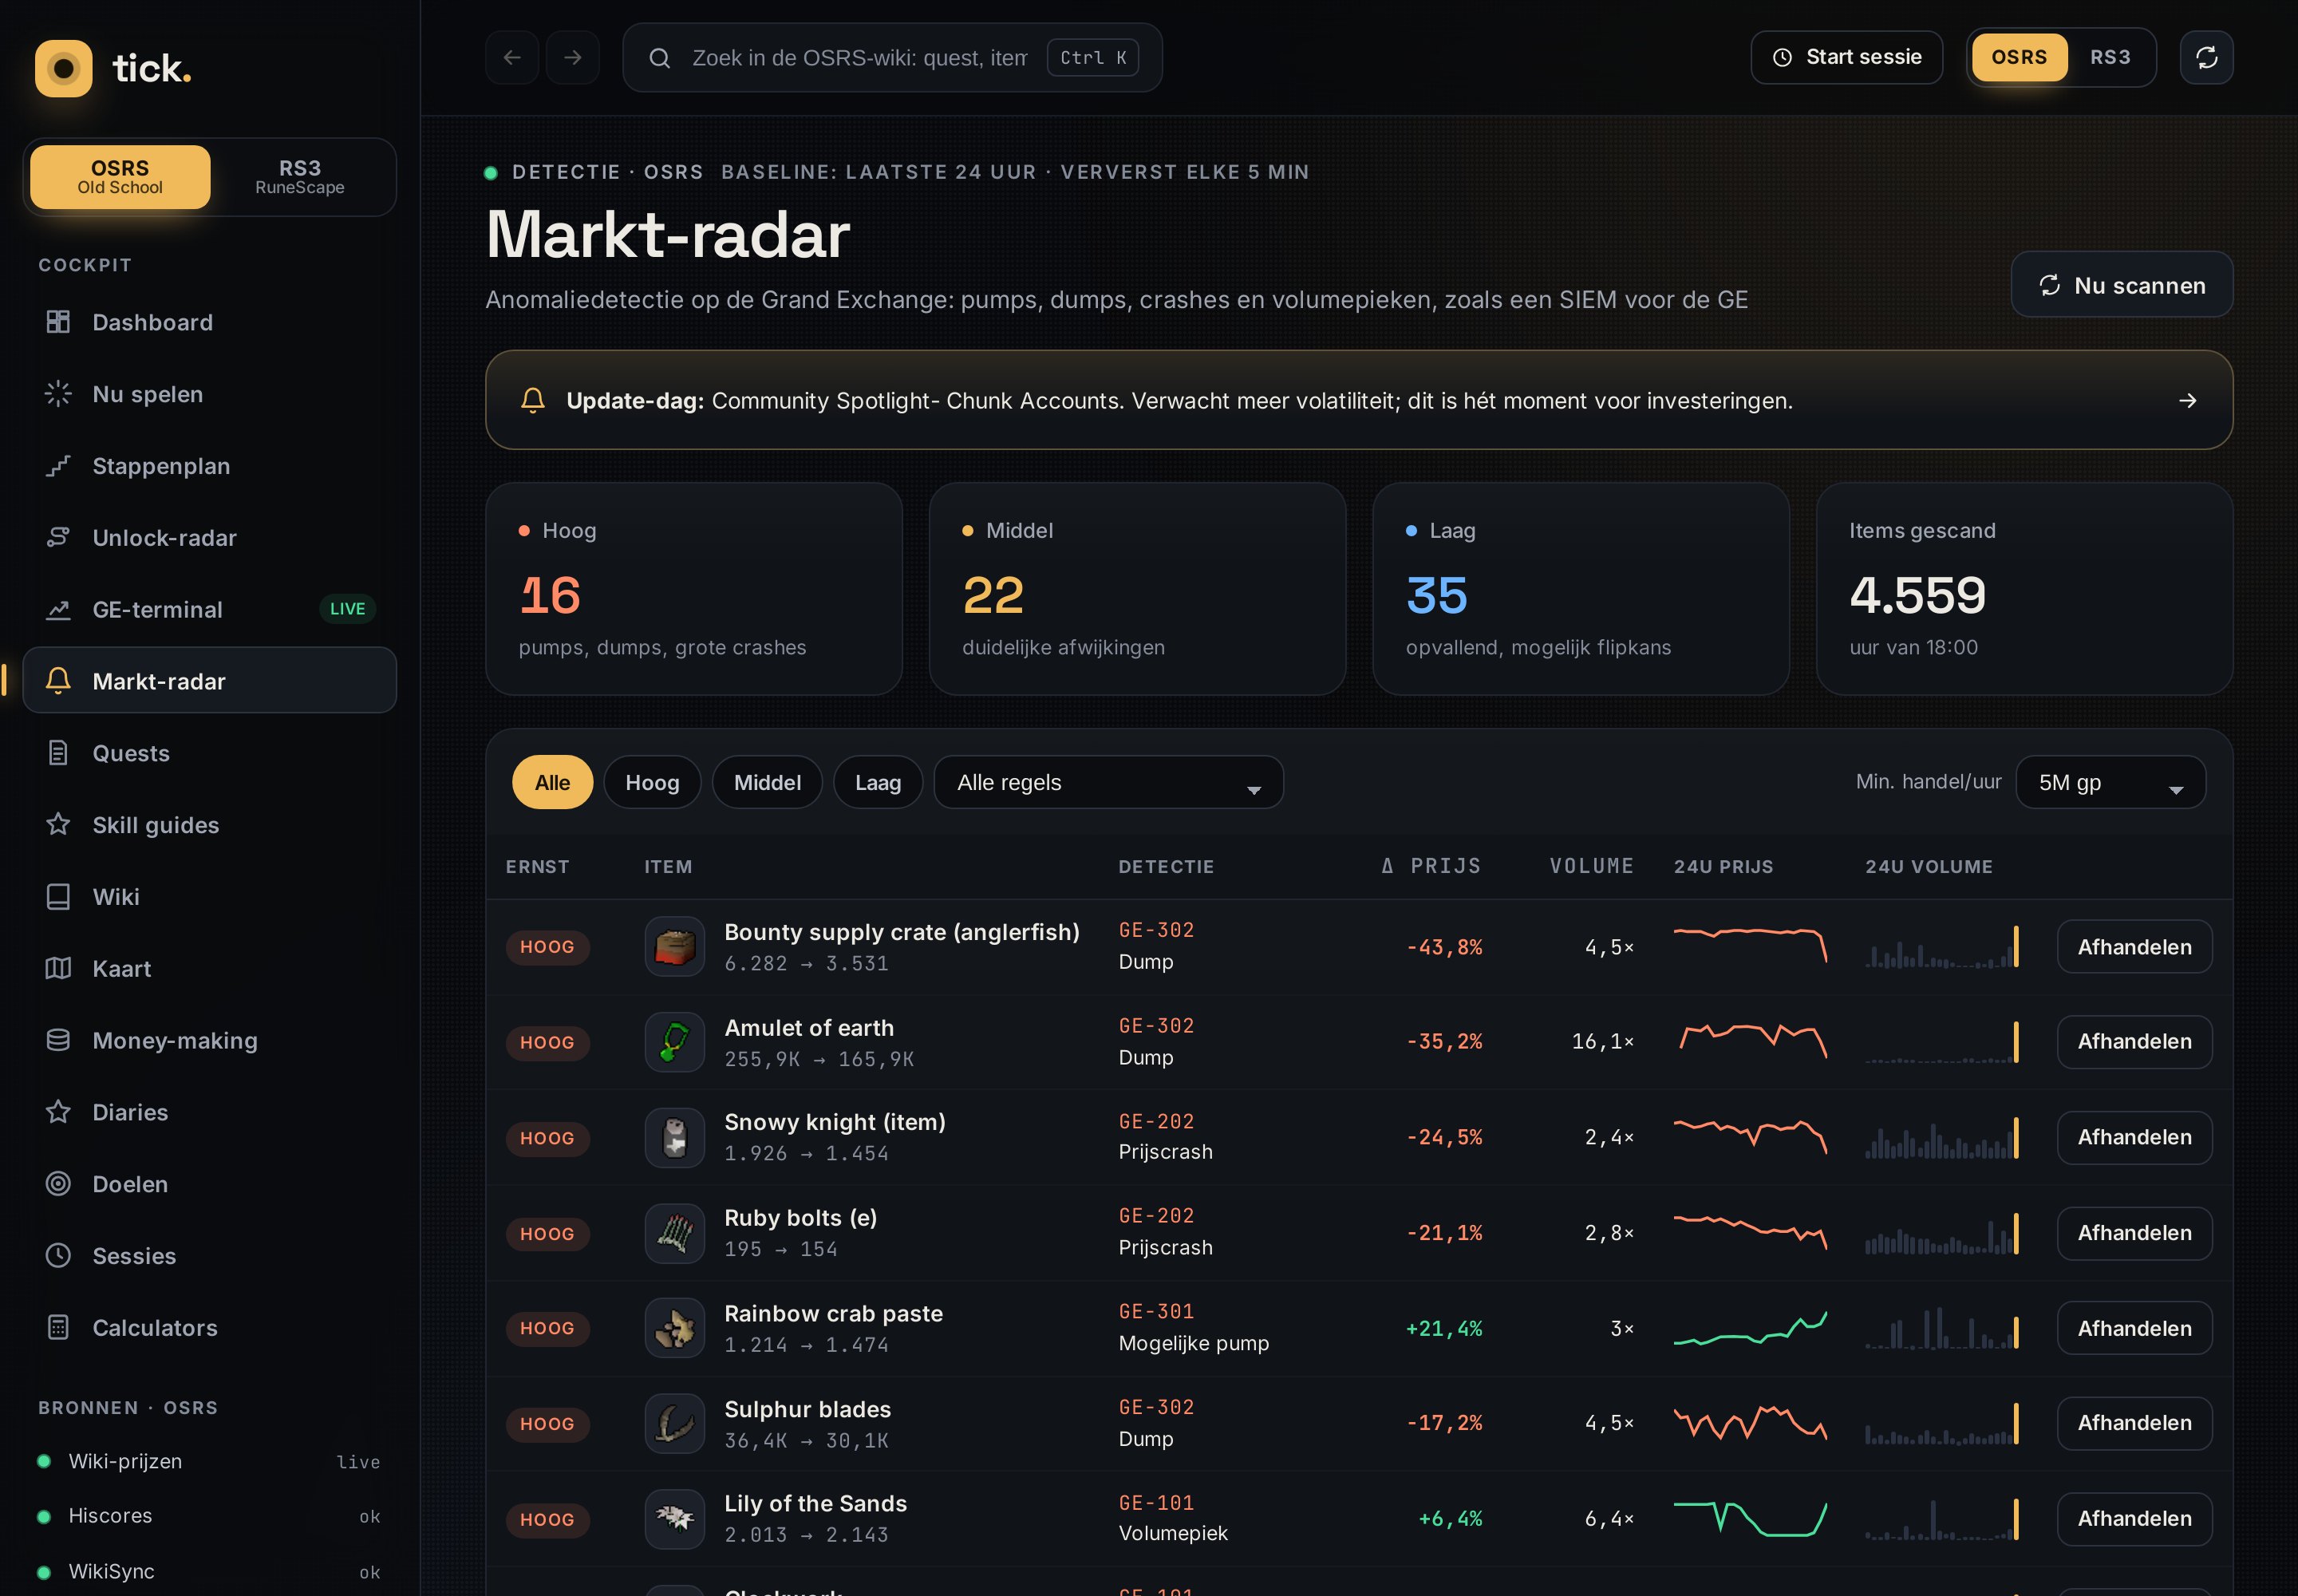 tick.
OSRS
Old School
RS3
RuneScape
COCKPIT
Dashboard
Nu spelen
Stappenplan
Unlock-radar
GE-terminal LIVE
Markt-radar
Quests
Skill guides
Wiki
Kaart
Money-making
Diaries
Doelen
Sessies
Calculators
BRONNEN · OSRS
Wiki-prijzen live
Hiscores ok
WikiSync ok
Zoek in de OSRS-wiki: quest, item Ctrl K
Start sessie
OSRS RS3
DETECTIE · OSRS BASELINE: LAATSTE 24 UUR · VERVERST ELKE 5 MIN
Markt-radar
Anomaliedetectie op de Grand Exchange: pumps, dumps, crashes en volumepieken, zoals een SIEM voor de GE
Nu scannen
Update-dag: Community Spotlight- Chunk Accounts. Verwacht meer volatiliteit; dit is hét moment voor investeringen.
Hoog
16
pumps, dumps, grote crashes
Middel
22
duidelijke afwijkingen
Laag
35
opvallend, mogelijk flipkans
Items gescand
4.559
uur van 18:00
Alle Hoog Middel Laag Alle regels Min. handel/uur 5M gp
ERNST ITEM DETECTIE Δ PRIJS VOLUME 24U PRIJS 24U VOLUME
HOOG Bounty supply crate (anglerfish) GE-302 -43,8% 4,5× Afhandelen
6.282 → 3.531 Dump
HOOG Amulet of earth GE-302 -35,2% 16,1× Afhandelen
255,9K → 165,9K Dump
HOOG Snowy knight (item) GE-202 -24,5% 2,4× Afhandelen
1.926 → 1.454 Prijscrash
HOOG Ruby bolts (e) GE-202 -21,1% 2,8× Afhandelen
195 → 154 Prijscrash
HOOG Rainbow crab paste GE-301 +21,4% 3× Afhandelen
1.214 → 1.474 Mogelijke pump
HOOG Sulphur blades GE-302 -17,2% 4,5× Afhandelen
36,4K → 30,1K Dump
HOOG Lily of the Sands GE-101 +6,4% 6,4× Afhandelen
2.013 → 2.143 Volumepiek